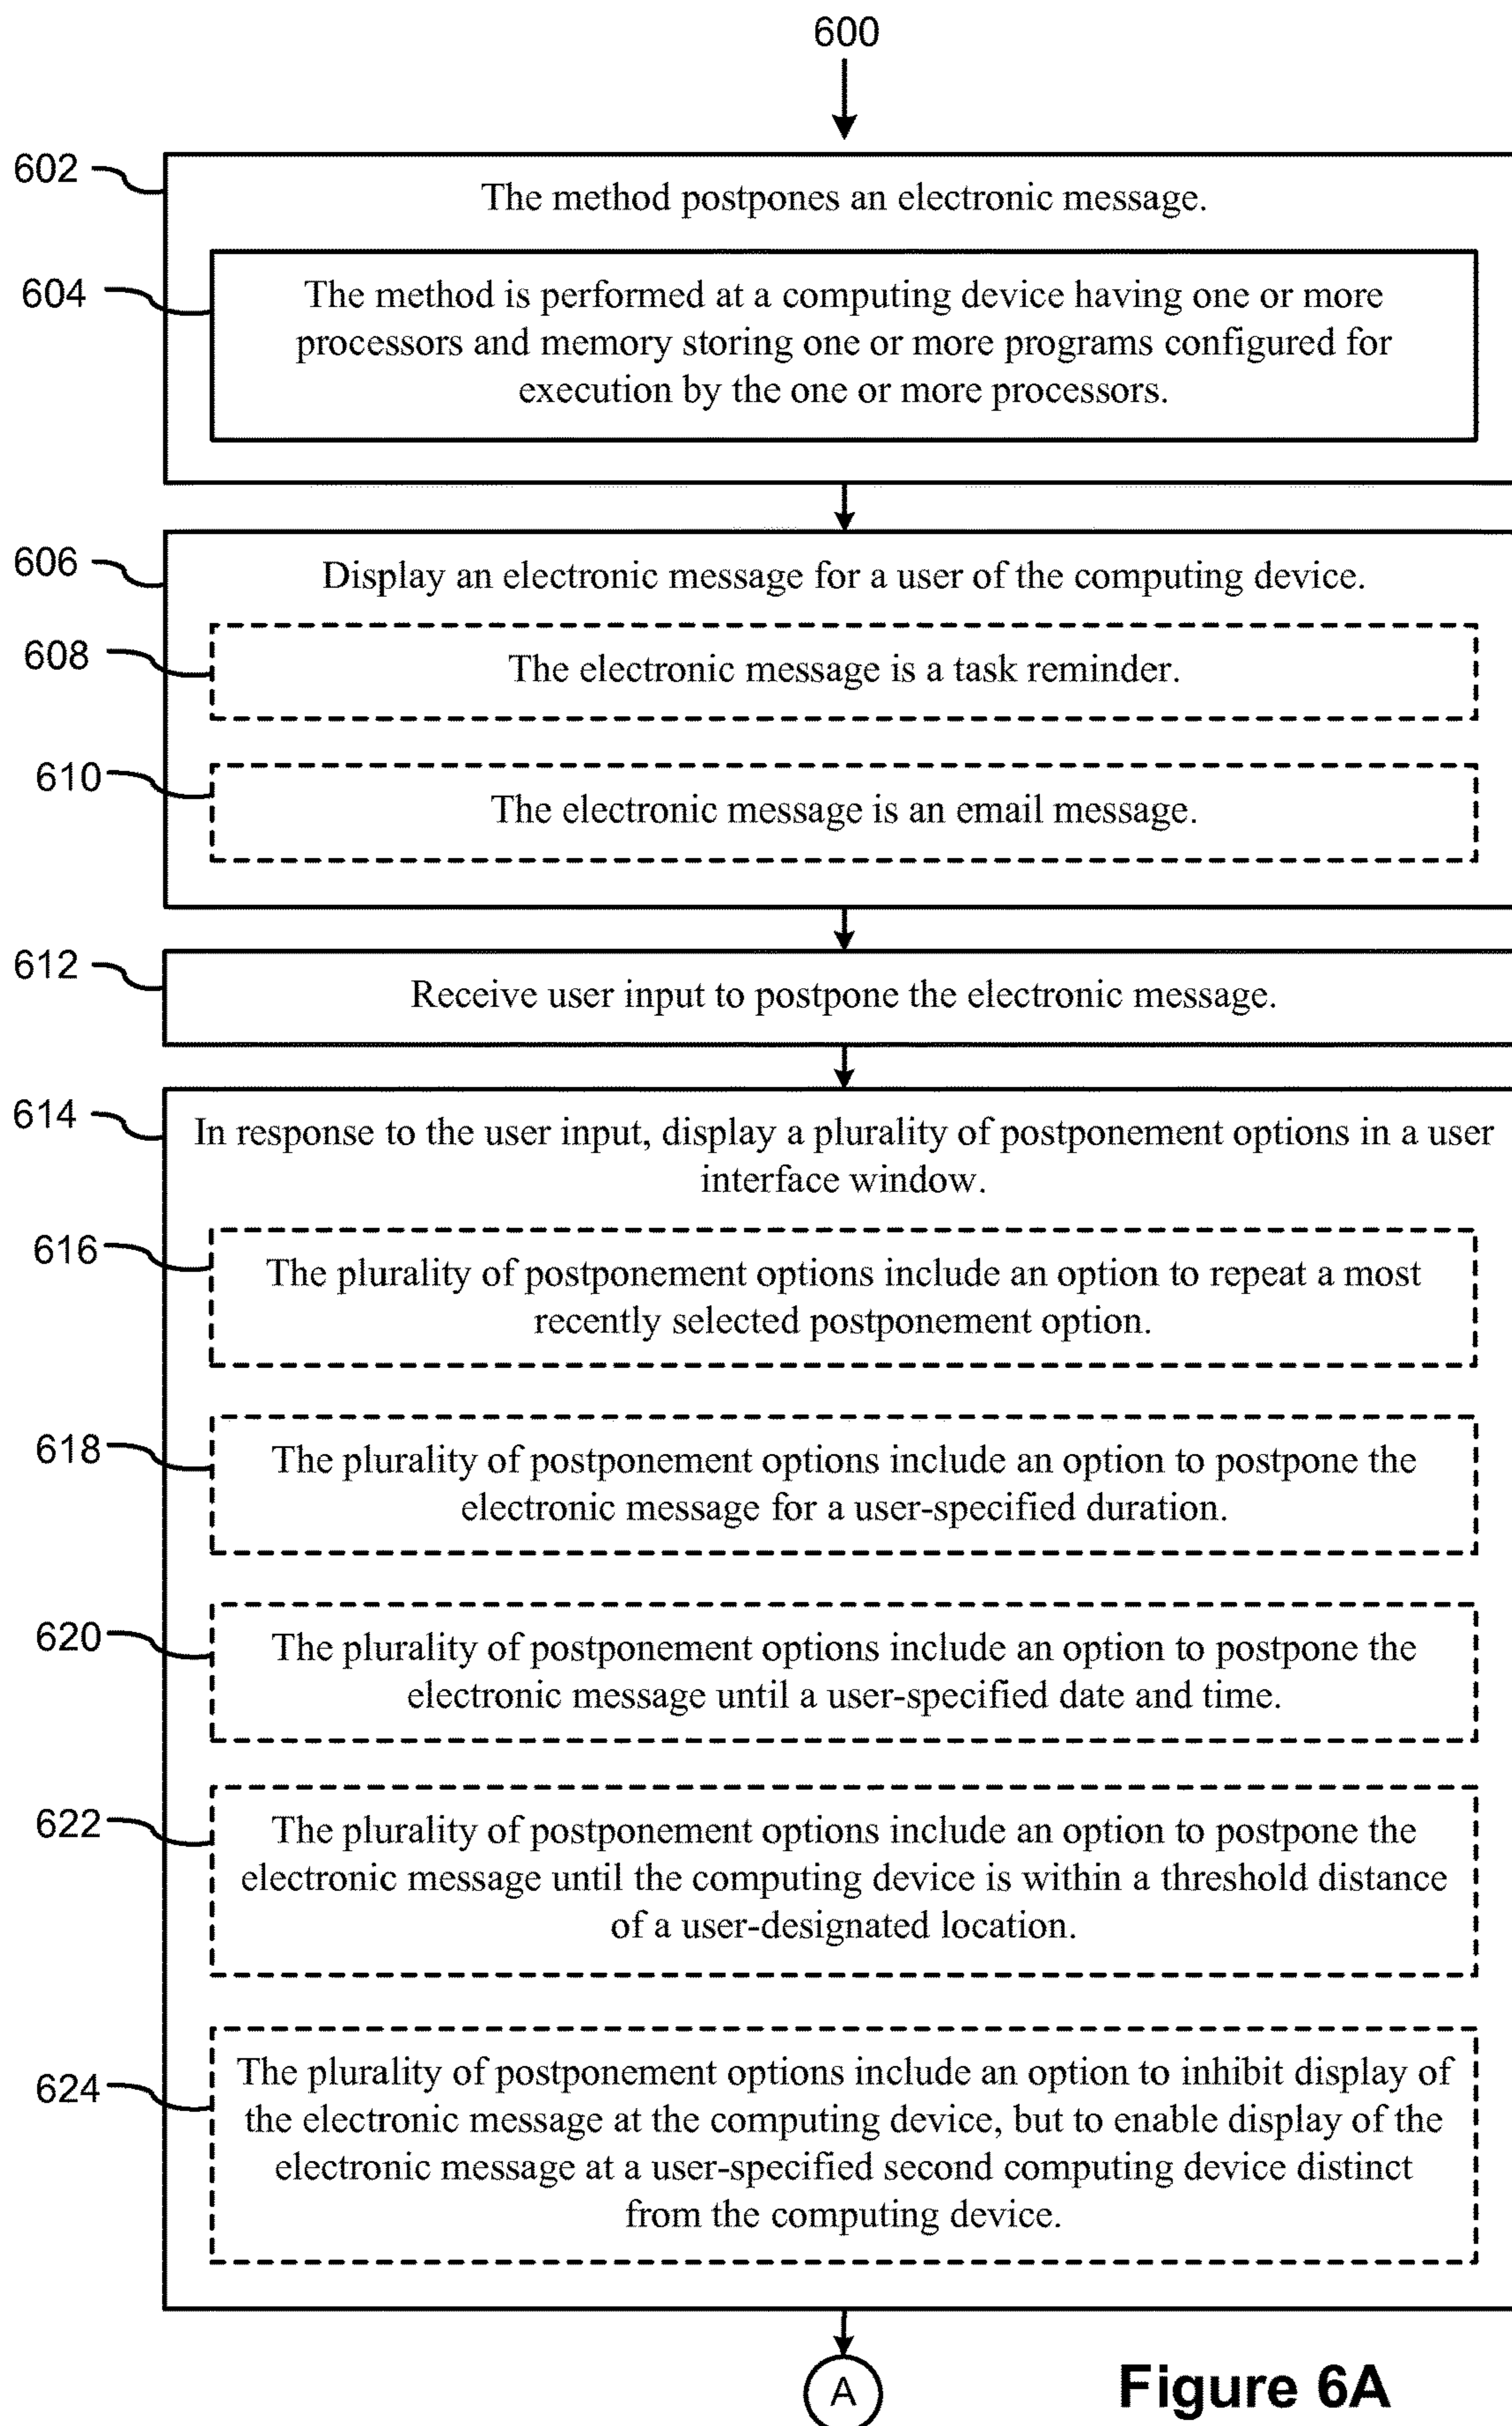 600
602
The method postpones an electronic message.
604
The method is performed at a computing device having one or more
processors and memory storing one or more programs configured for
execution by the one or more processors.
606
Display an electronic message for a user of the computing device.
608
The electronic message is a task reminder.
610
The electronic message is an email message.
612
Receive user input to postpone the electronic message.
614
In response to the user input, display a plurality of postponement options in a user
interface window.
616
The plurality of postponement options include an option to repeat a most
recently selected postponement option.
618
The plurality of postponement options include an option to postpone the
electronic message for a user-specified duration.
620
The plurality of postponement options include an option to postpone the
electronic message until a user-specified date and time.
622
The plurality of postponement options include an option to postpone the
electronic message until the computing device is within a threshold distance
of a user-designated location.
624
The plurality of postponement options include an option to inhibit display of
the electronic message at the computing device, but to enable display of the
electronic message at a user-specified second computing device distinct
from the computing device.
A
Figure 6A